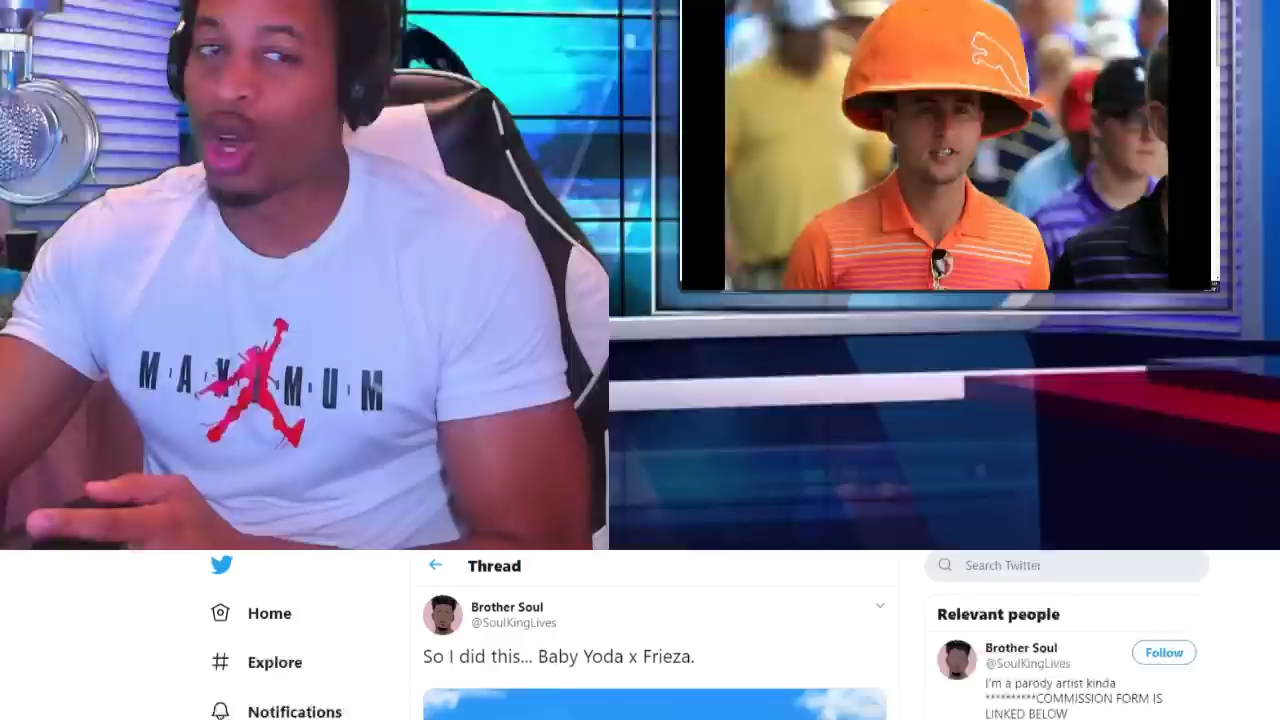 MAXIMUM
Home
Explore
Notifications
Thread
Brother Soul
@SoulKingLives
So I did this... Baby Yoda x Frieza.
Search Twitter
Relevant people
Brother Soul
@SoulKingLives
Follow
I'm a parody artist kinda
**********COMMISSION FORM IS
LINKED BELOW